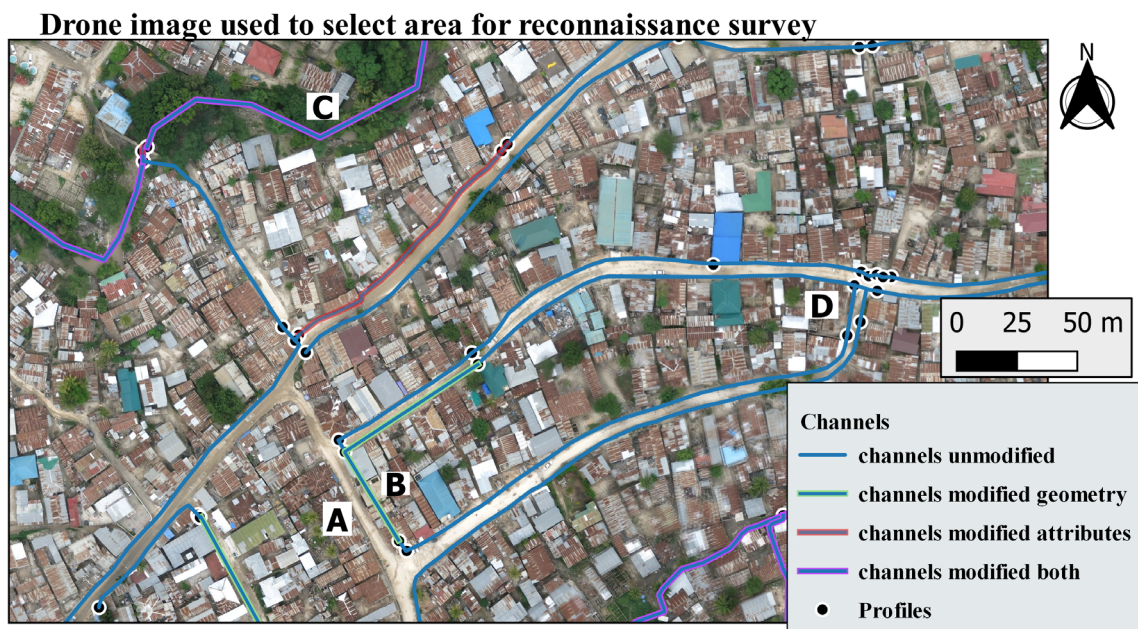 Drone image used to select area for reconnaissance survey
N
C
D
0 25 50 m
B
A
Channels
channels unmodified
channels modified geometry
channels modified attributes
channels modified both
Profiles